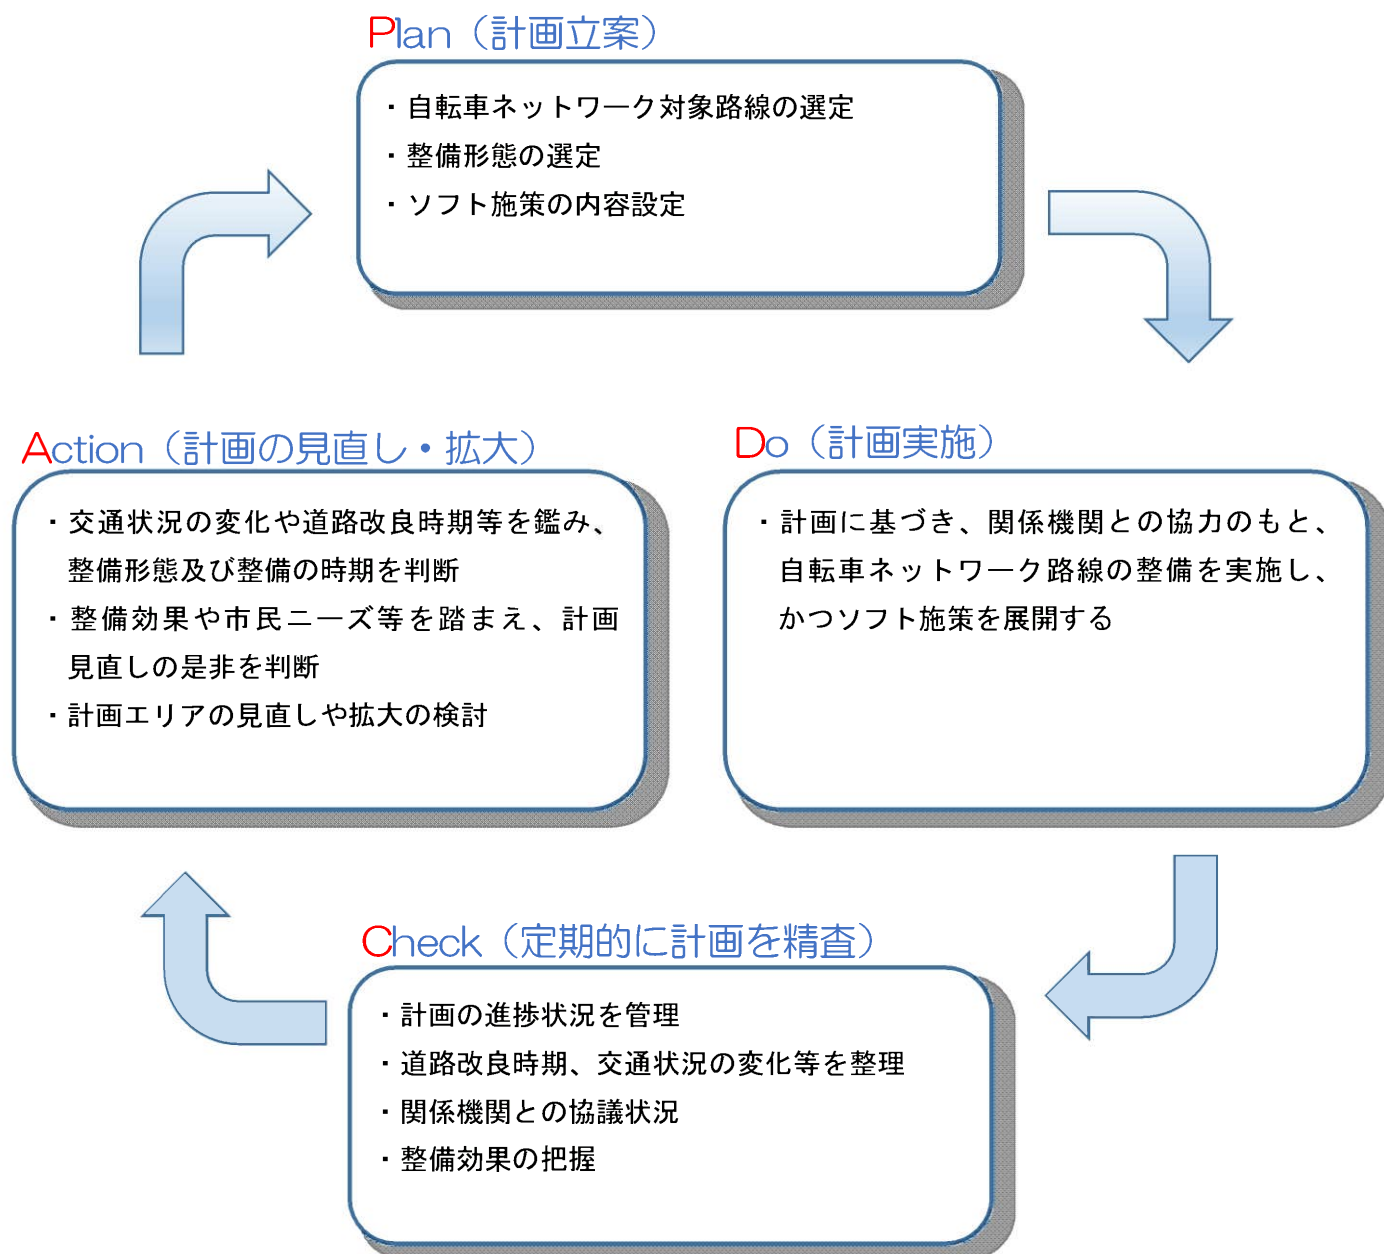 Plan（計画立案）
・自転車ネットワーク対象路線の選定
・整備形態の選定
・ソフト施策の内容設定
Action（計画の見直し・拡大）
・交通状況の変化や道路改良時期等を鑑み、
整備形態及び整備の時期を判断
・整備効果や市民ニーズ等を踏まえ、計画
見直しの是非を判断
・計画エリアの見直しや拡大の検討
Do（計画実施）
・計画に基づき、関係機関との協力のもと、
自転車ネットワーク路線の整備を実施し、
かつソフト施策を展開する
Check（定期的に計画を精査）
・計画の進捗状況を管理
・道路改良時期、交通状況の変化等を整理
・関係機関との協議状況
・整備効果の把握